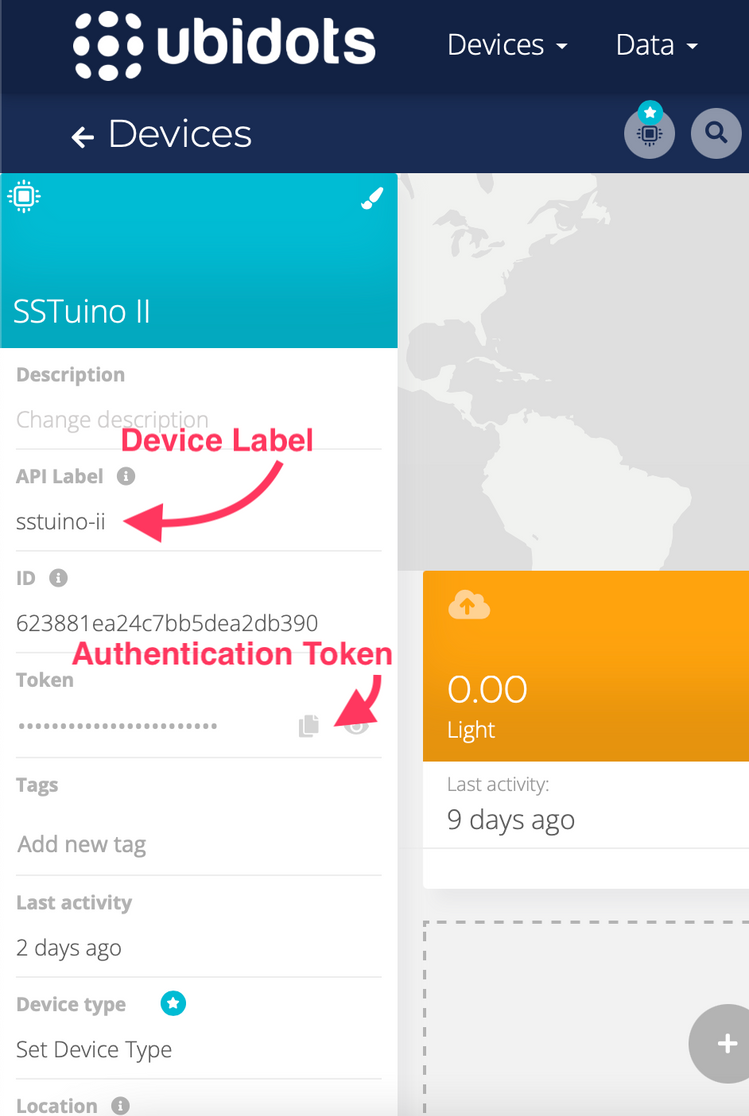 ubidots
Devices
Data
Devices
SSTuino II
Description
Change description
Device Label
API Label
sstuino-ii
ID
623881ea24c7bb5dea2db390
Authentication Token
Token
••••••••••••••••••••••••
Tags
Add new tag
Last activity
2 days ago
Device type
Set Device Type
Location
0.00
Light
Last activity:
9 days ago